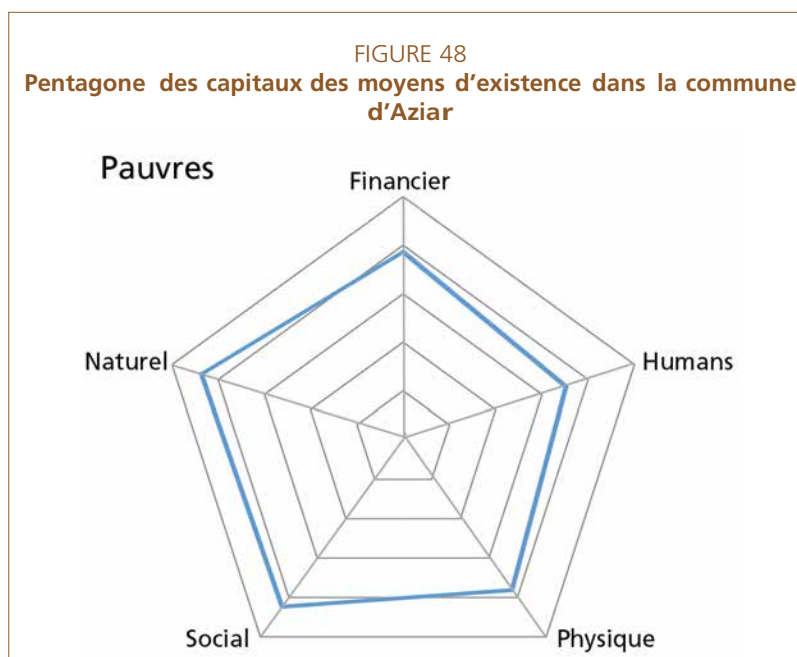 FIGURE 48
Pentagone des capitaux des moyens d'existence dans la commune
d'Aziar
Pauvres
Financier
Naturel
Humans
Social
Physique